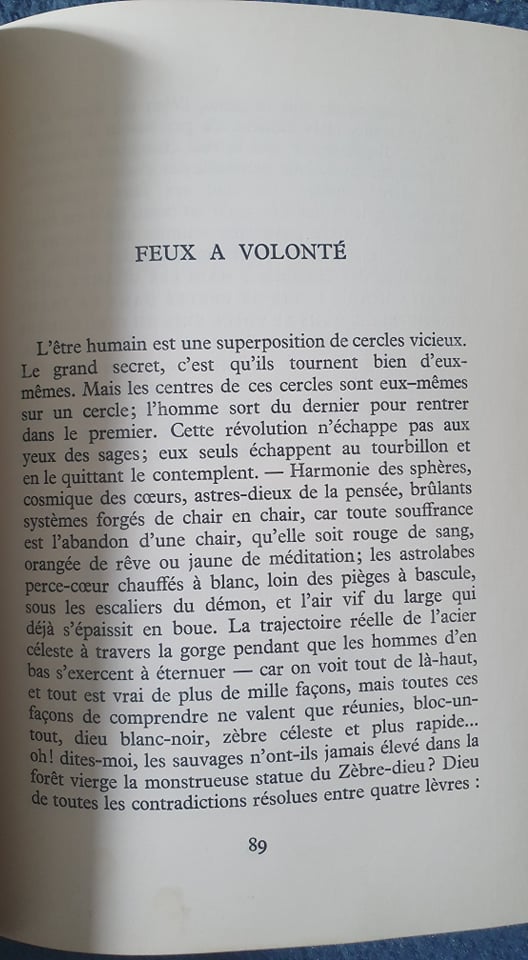 FEUX A VOLONTÉ
L'être humain est une superposition de cercles vicieux.
Le grand secret, c'est qu'ils tournent bien d'eux-
mêmes. Mais les centres de ces cercles sont eux-mêmes
sur un cercle; l'homme sort du dernier pour rentrer
dans le premier. Cette révolution n'échappe pas aux
yeux des sages; eux seuls échappent au tourbillon et
en le quittant le contemplent. — Harmonie des sphères,
cosmique des cœurs, astres-dieux de la pensée, brûlants
systèmes forgés de chair en chair, car toute souffrance
est l'abandon d'une chair, qu'elle soit rouge de sang,
orangée de rêve ou jaune de méditation; les astrolabes
perce-cœur chauffés à blanc, loin des pièges à bascule,
sous les escaliers du démon, et l'air vif du large qui
déjà s'épaissit en boue. La trajectoire réelle de l'acier
céleste à travers la gorge pendant que les hommes d'en
bas s'exercent à éternuer — car on voit tout de là-haut,
et tout est vrai de plus de mille façons, mais toutes ces
façons de comprendre ne valent que réunies, bloc-un-
tout, dieu blanc-noir, zèbre céleste et plus rapide...
oh! dites-moi, les sauvages n'ont-ils jamais élevé dans la
forêt vierge la monstrueuse statue du Zèbre-dieu? Dieu
de toutes les contradictions résolues entre quatre lèvres :
89